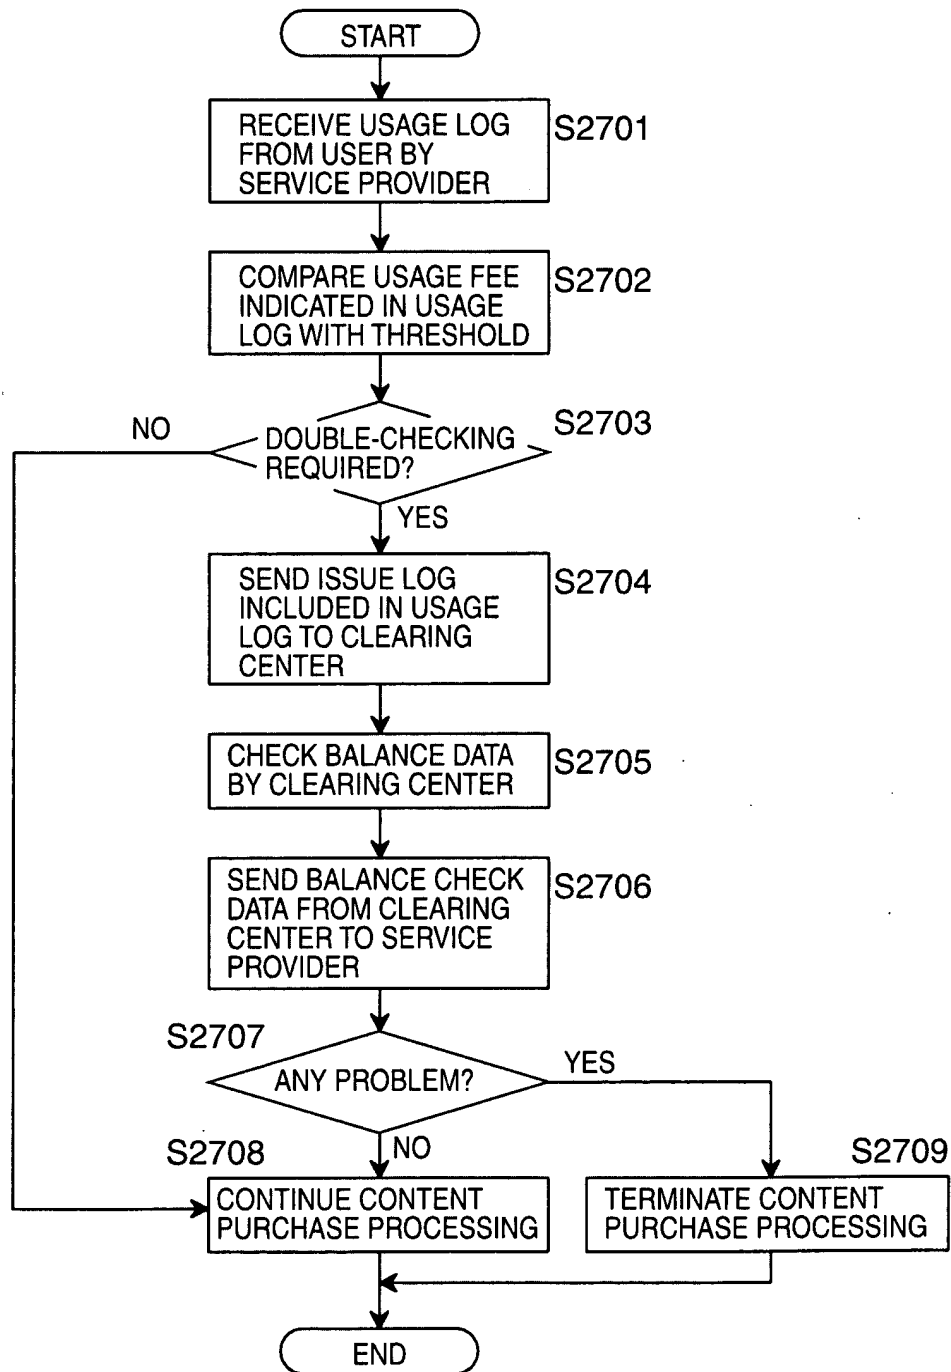 START
RECEIVE USAGE LOG
FROM USER BY
SERVICE PROVIDER
S2701
COMPARE USAGE FEE
INDICATED IN USAGE
LOG WITH THRESHOLD
S2702
NO
DOUBLE-CHECKING
REQUIRED?
S2703
YES
SEND ISSUE LOG
INCLUDED IN USAGE
LOG TO CLEARING
CENTER
S2704
CHECK BALANCE DATA
BY CLEARING CENTER
S2705
SEND BALANCE CHECK
DATA FROM CLEARING
CENTER TO SERVICE
PROVIDER
S2706
S2707
ANY PROBLEM?
YES
NO
S2708
CONTINUE CONTENT
PURCHASE PROCESSING
S2709
TERMINATE CONTENT
PURCHASE PROCESSING
END